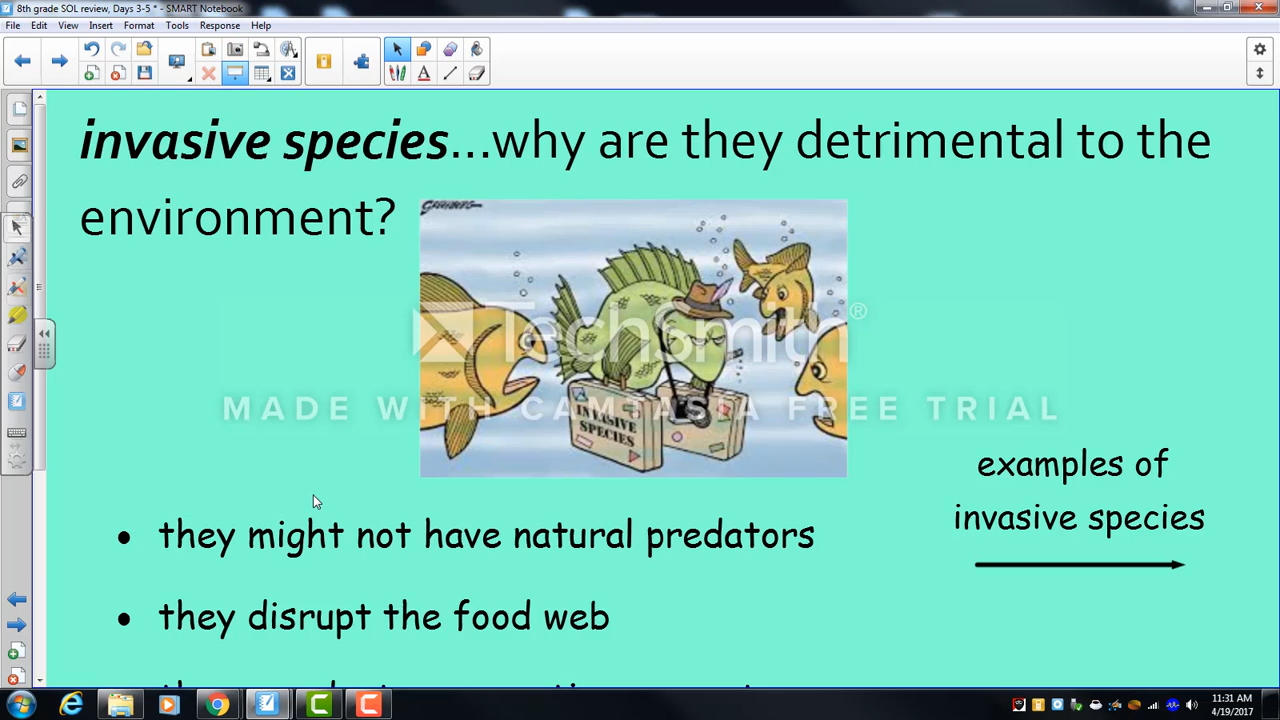 8th grade SOL review, Days 3-5 * - SMART Notebook
File Edit View Insert Format Tools Response Help
invasive species...why are they detrimental to the
environment?
INVASIVE
SPECIES
TechSmith®
MADE WITH CAMTASIA FREE TRIAL
examples of
invasive species
• they might not have natural predators
• they disrupt the food web
11:31 AM
4/19/2017